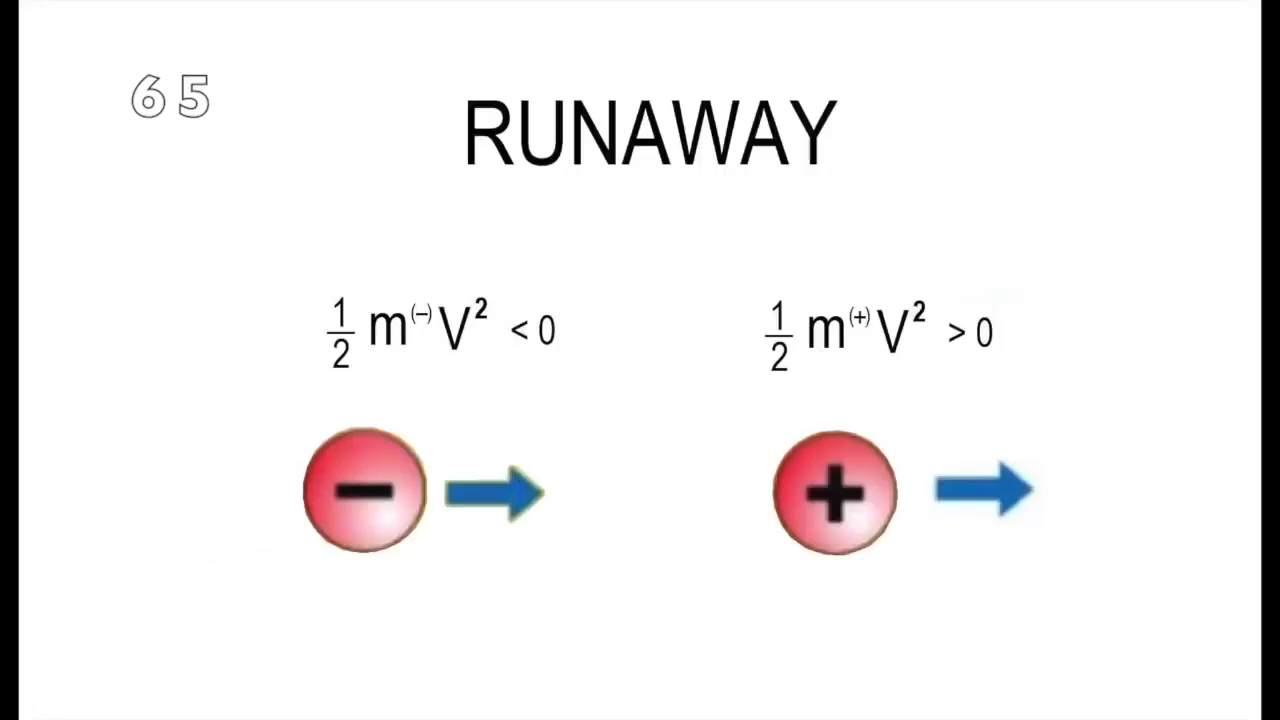 65
RUNAWAY
½ m⁽⁻⁾V² < 0
½ m⁽⁺⁾V² > 0
− +